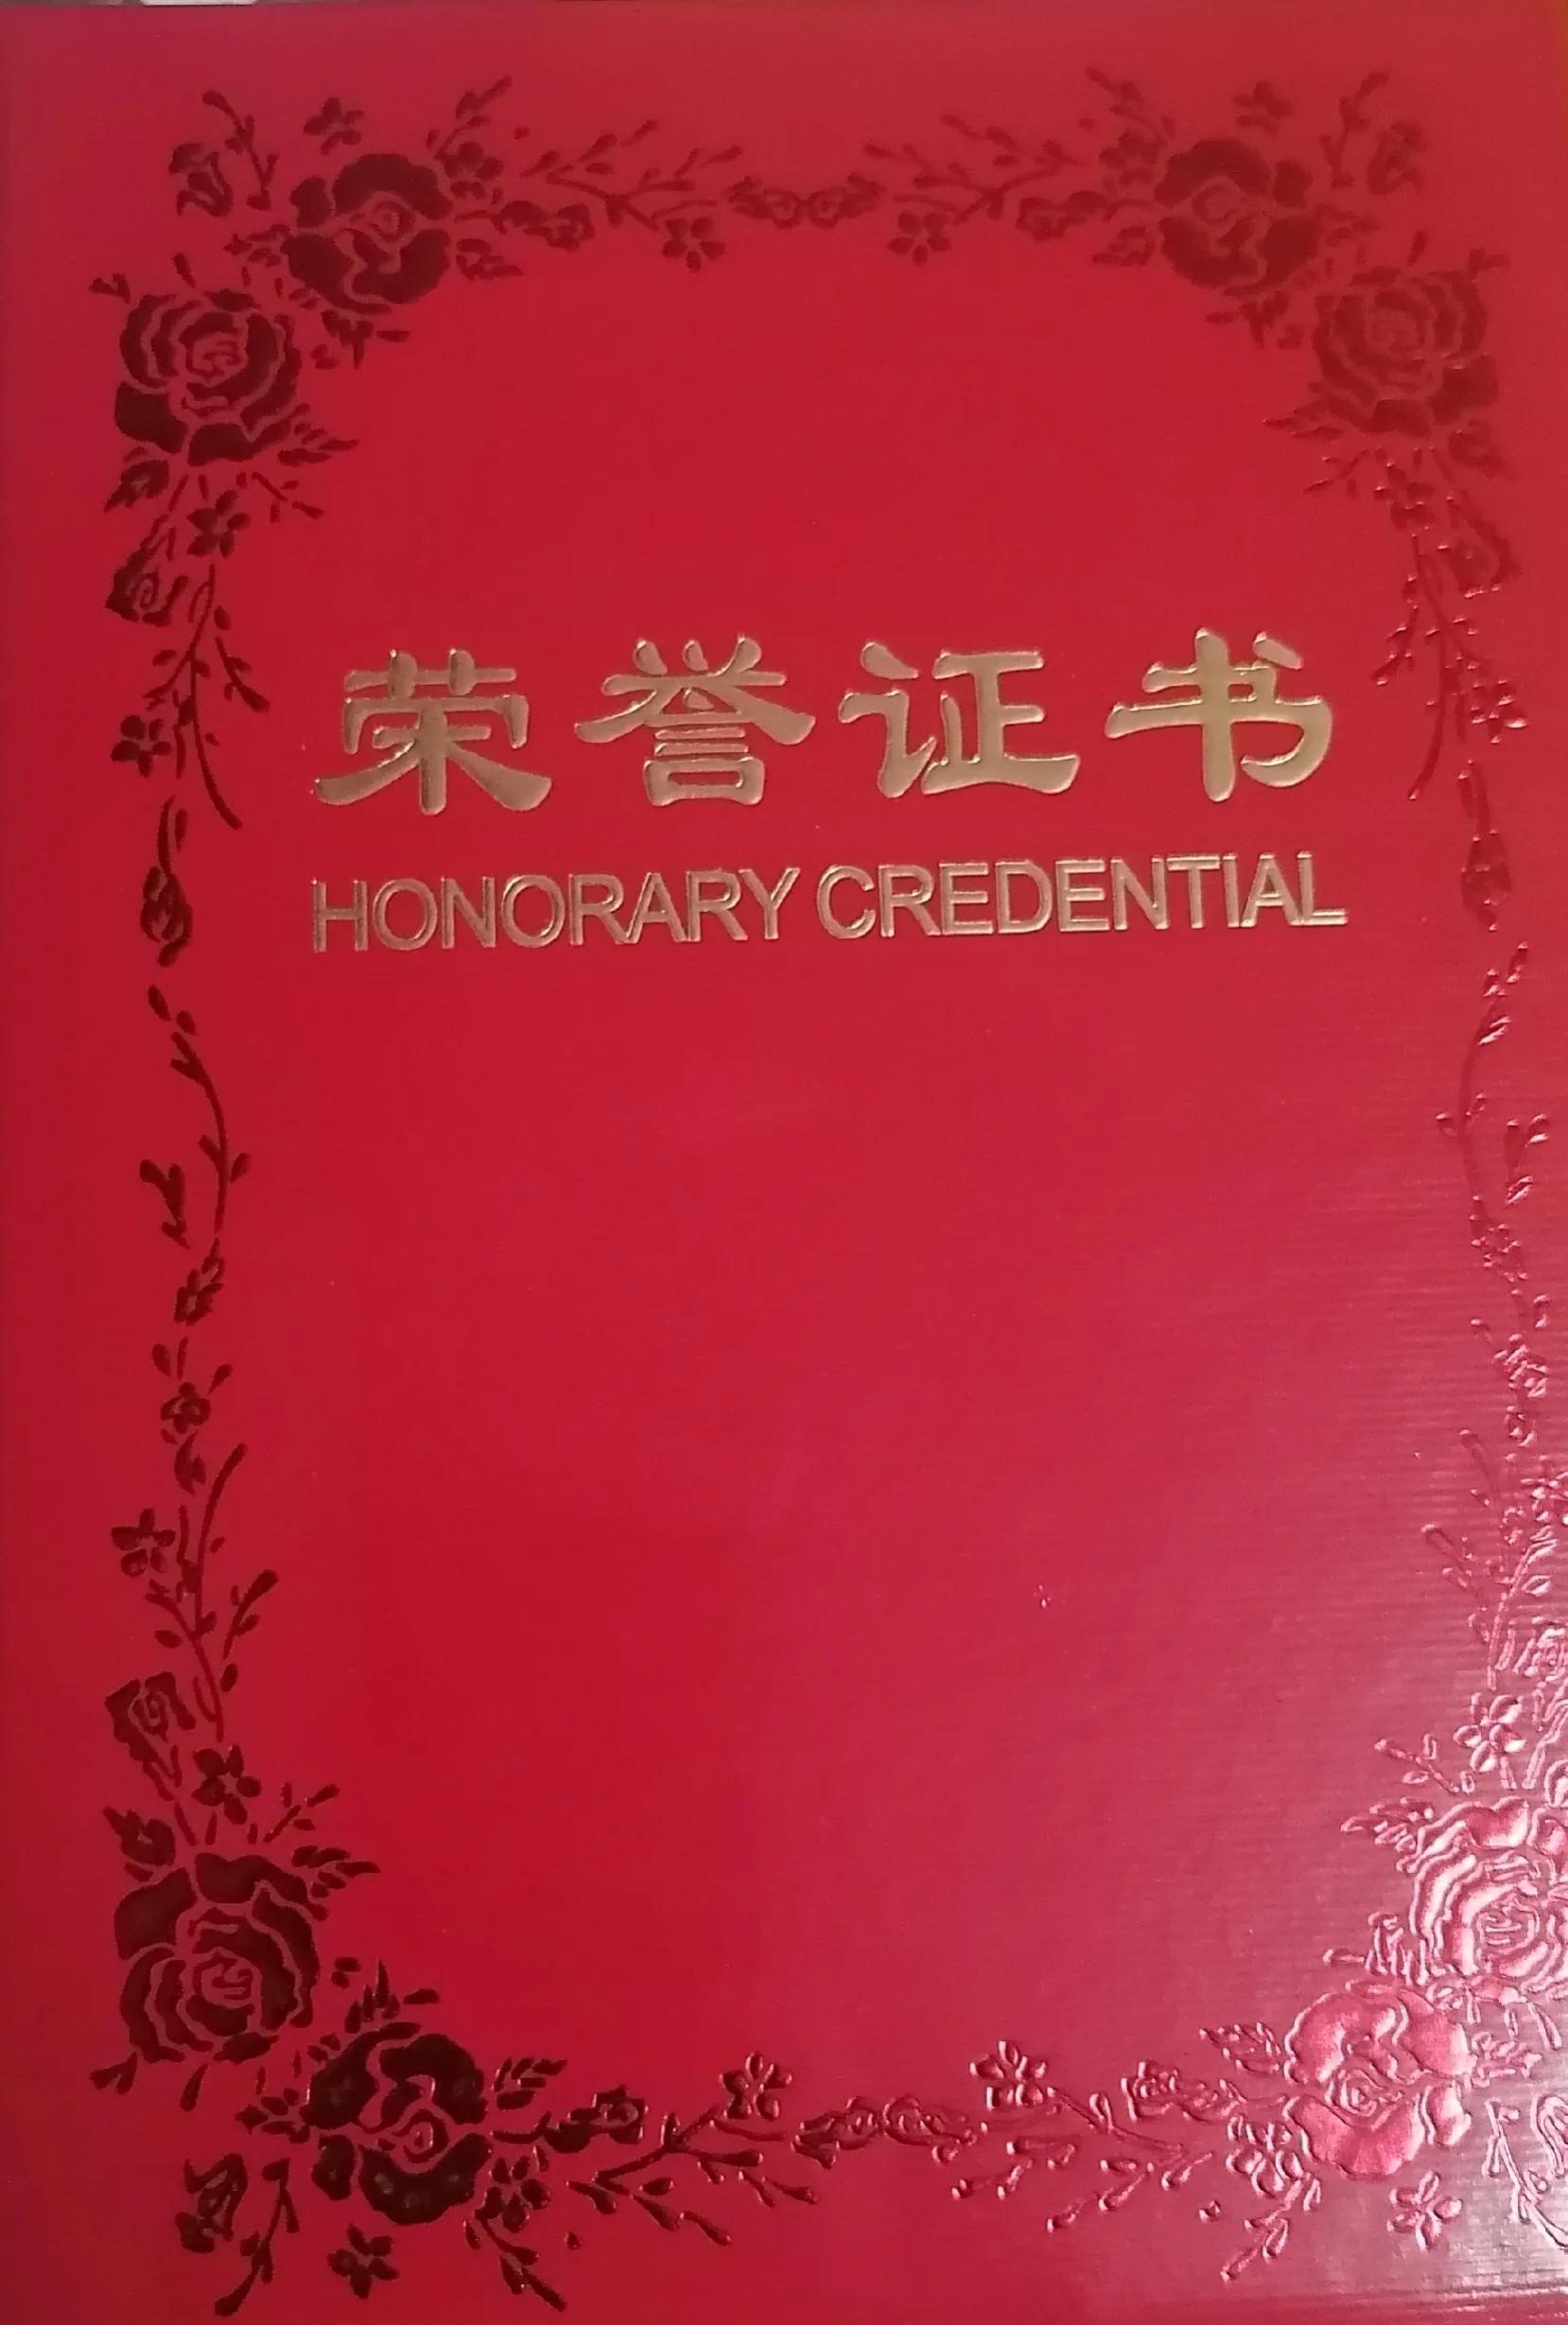 荣誉证书
HONORARY CREDENTIAL